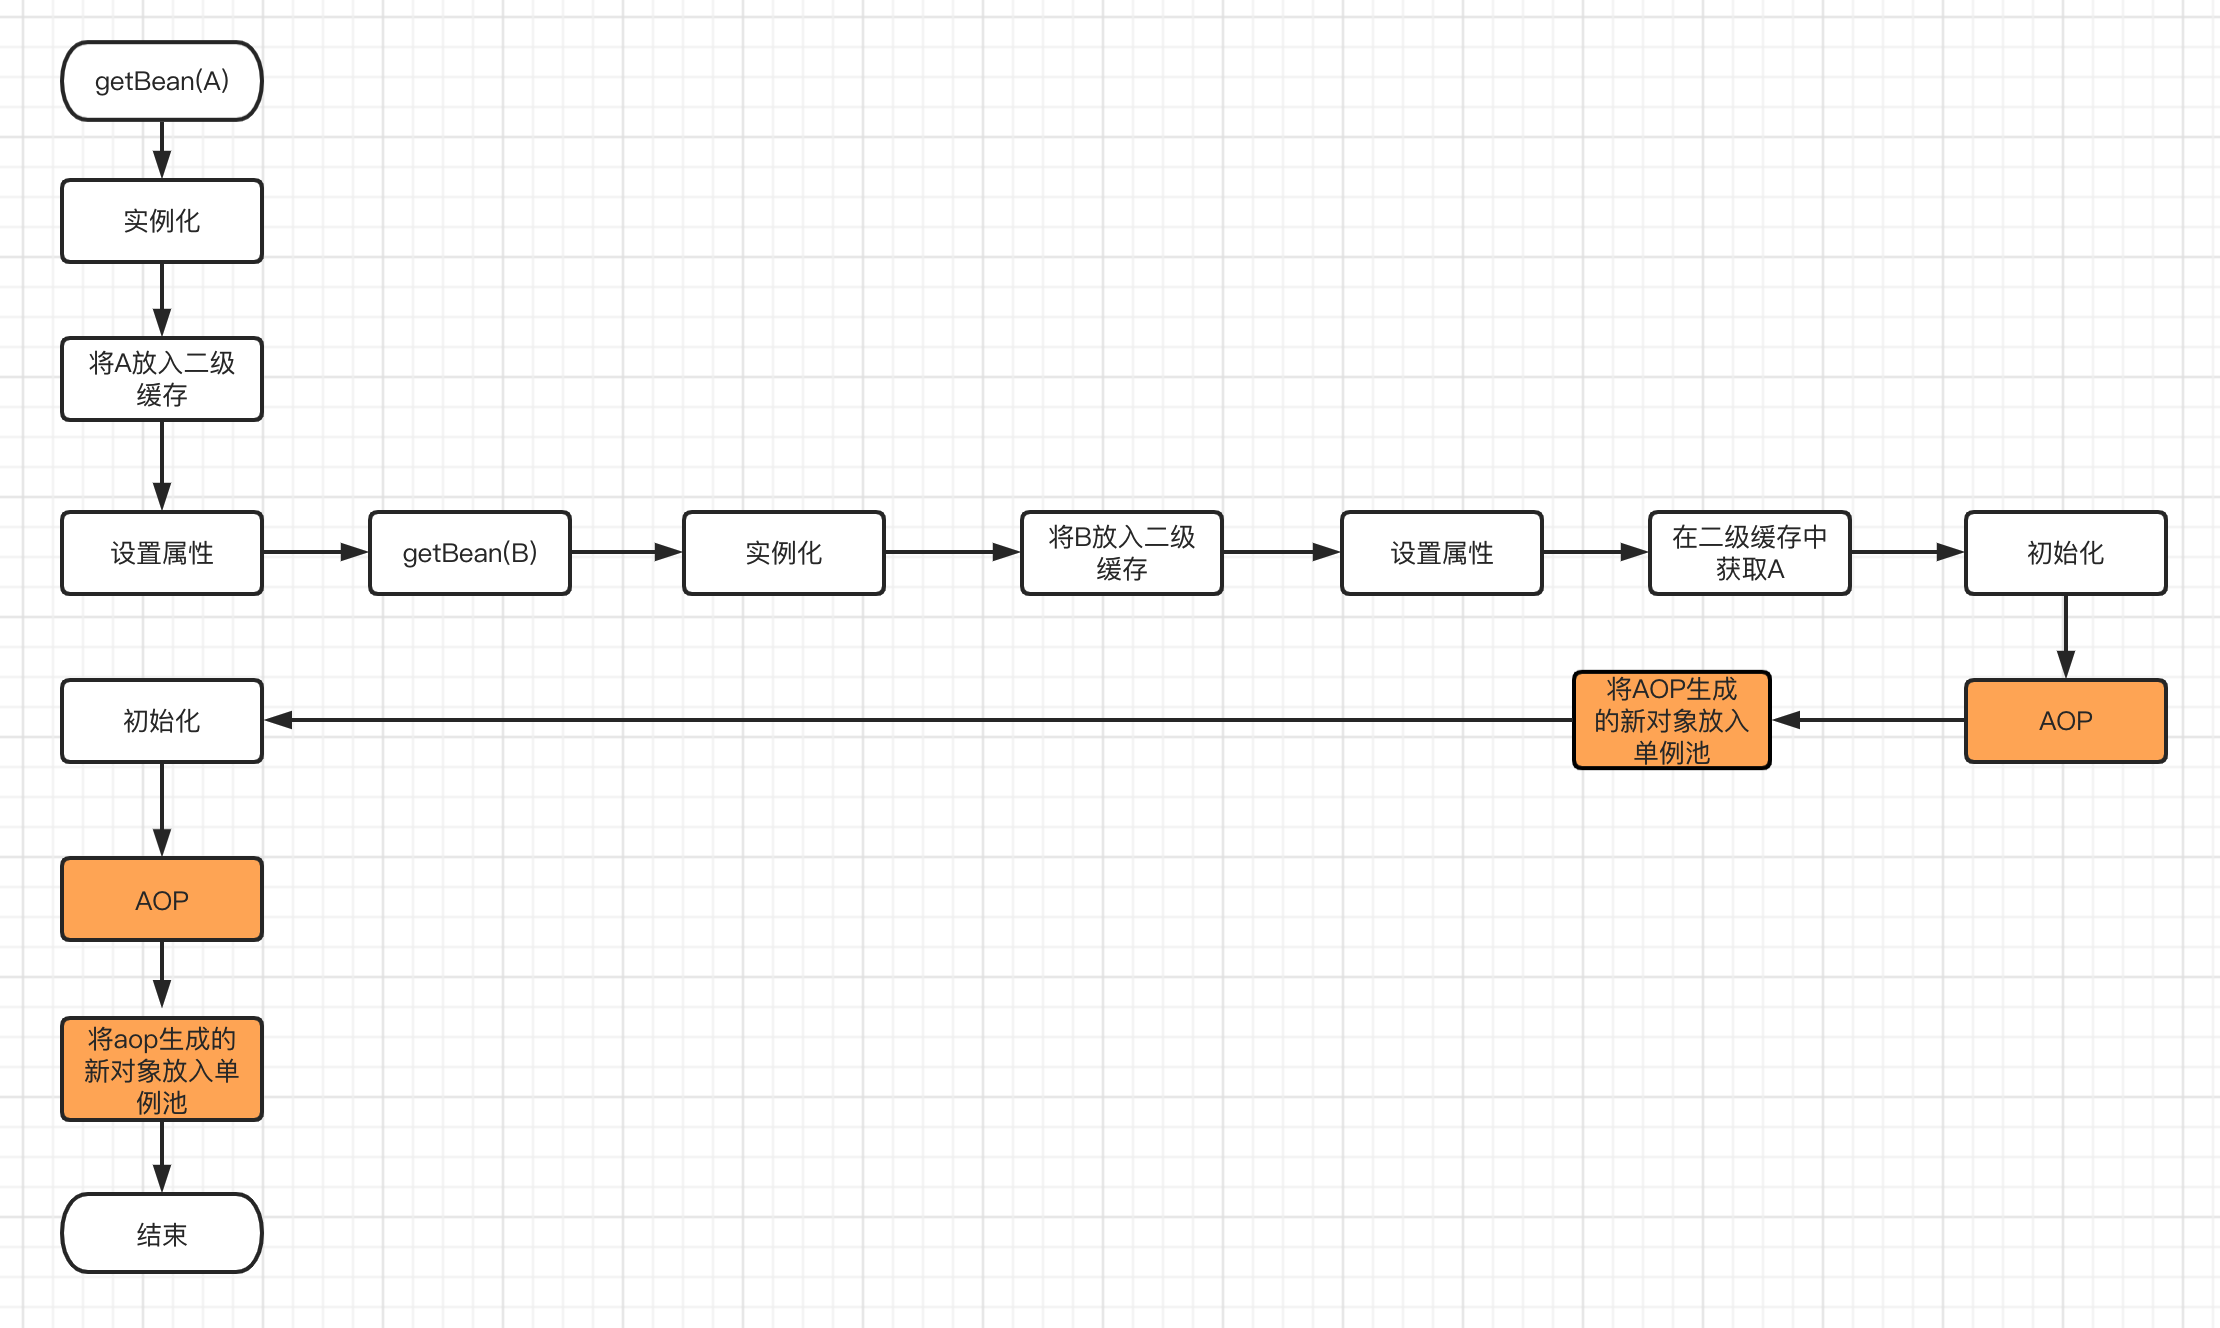 getBean(A)
实例化
将A放入二级
缓存
设置属性
getBean(B)
实例化
将B放入二级
缓存
设置属性
在二级缓存中
获取A
初始化
AOP
将AOP生成
的新对象放入
单例池
初始化
AOP
将aop生成的
新对象放入单
例池
结束